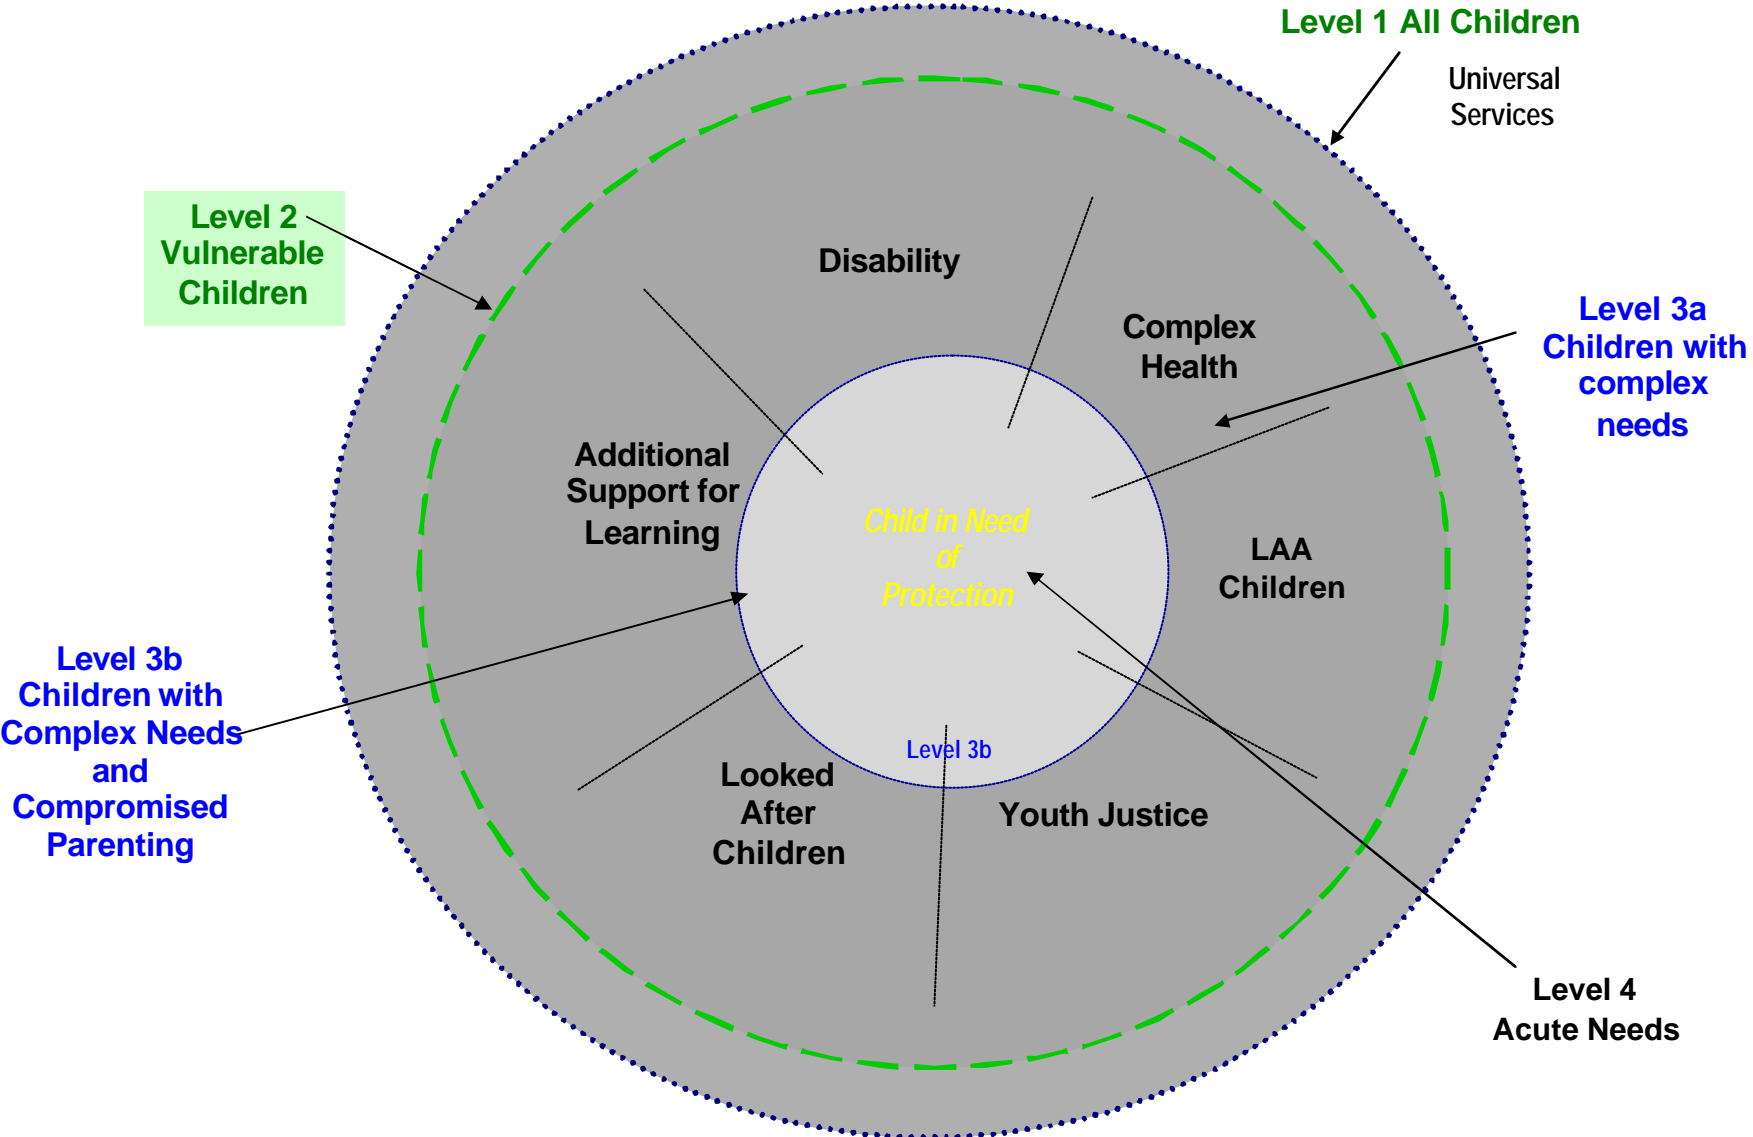 Level 1 All Children
Universal
Services
Level 2
Vulnerable
Children
Disability
Complex
Health
Level 3a
Children with
complex
needs
Additional
Support for
Learning
Child in Need
of
Protection
LAA
Children
Level 3b
Children with
Complex Needs
and
Compromised
Parenting
Level 3b
Looked
After
Children
Youth Justice
Level 4
Acute Needs